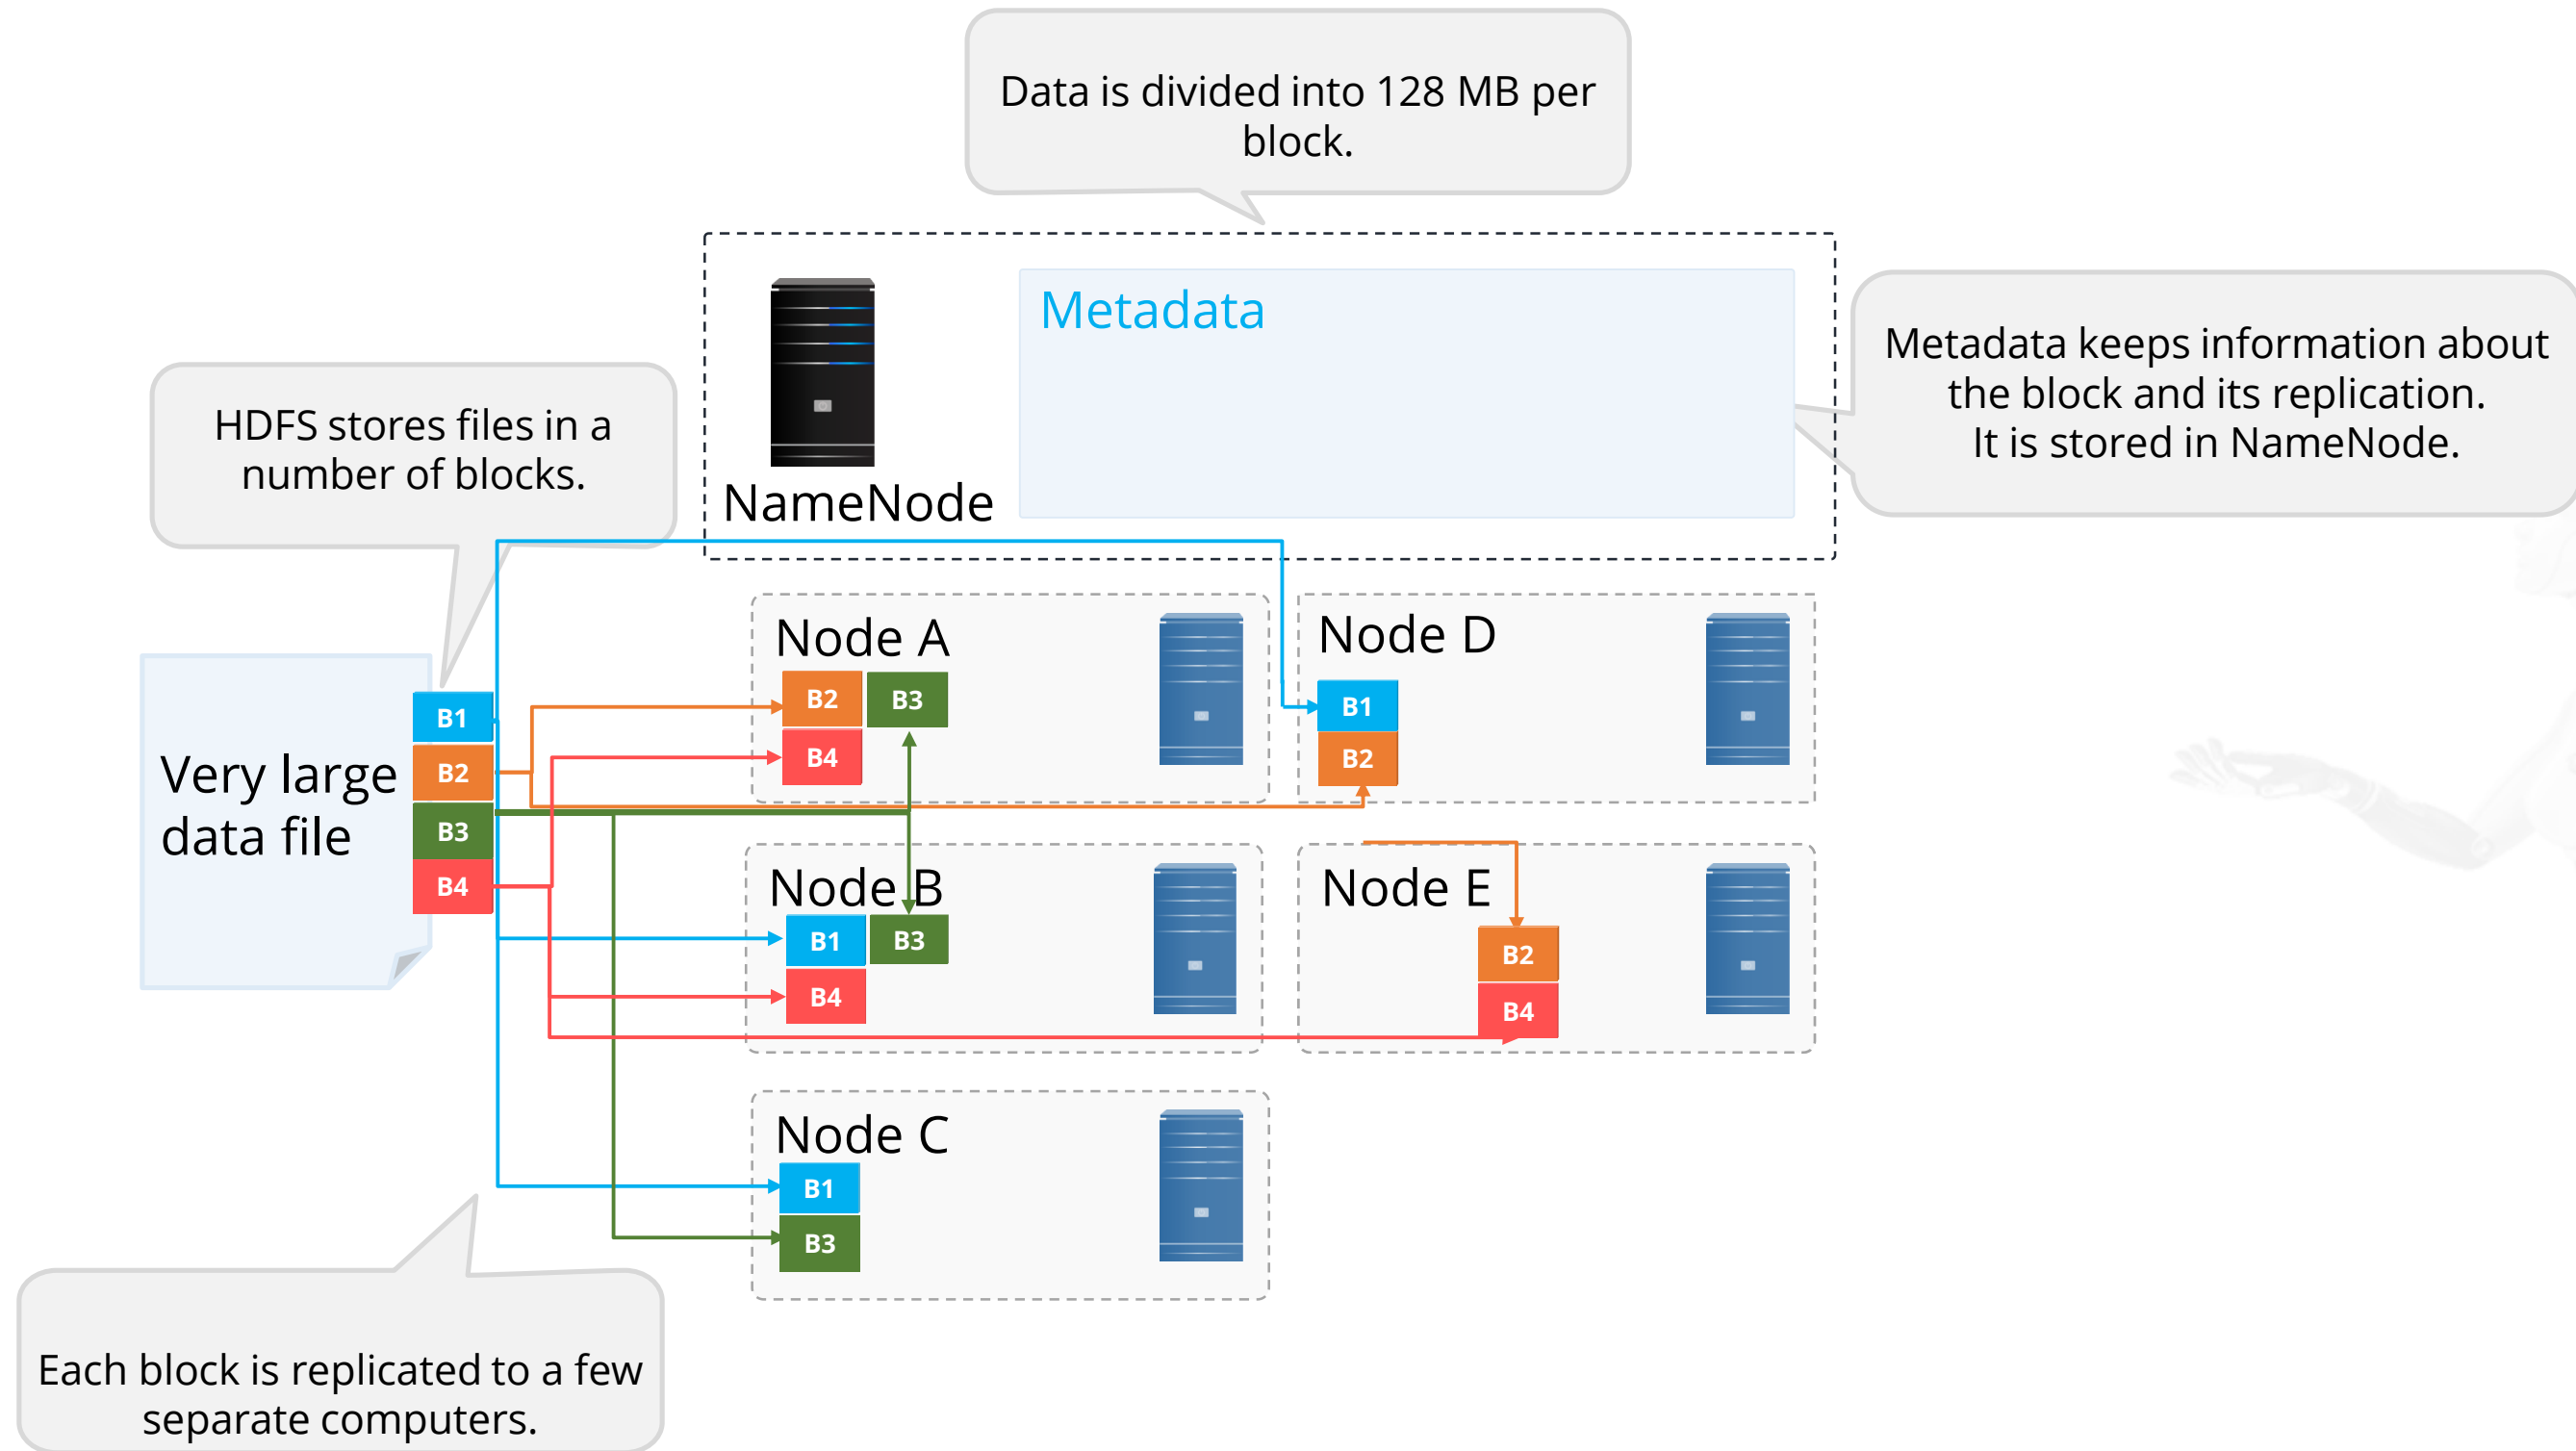 Data is divided into 128 MB per
block.
Metadata
Metadata keeps information about
the block and its replication.
It is stored in NameNode.
HDFS stores files in a
number of blocks.
NameNode
Very large
data file
B1
B2
B3
B4
Node A
B2 B3
B4
Node D
B1
B2
Node B
B1 B3
B4
Node E
B2
B4
Node C
B1
B3
Each block is replicated to a few
separate computers.